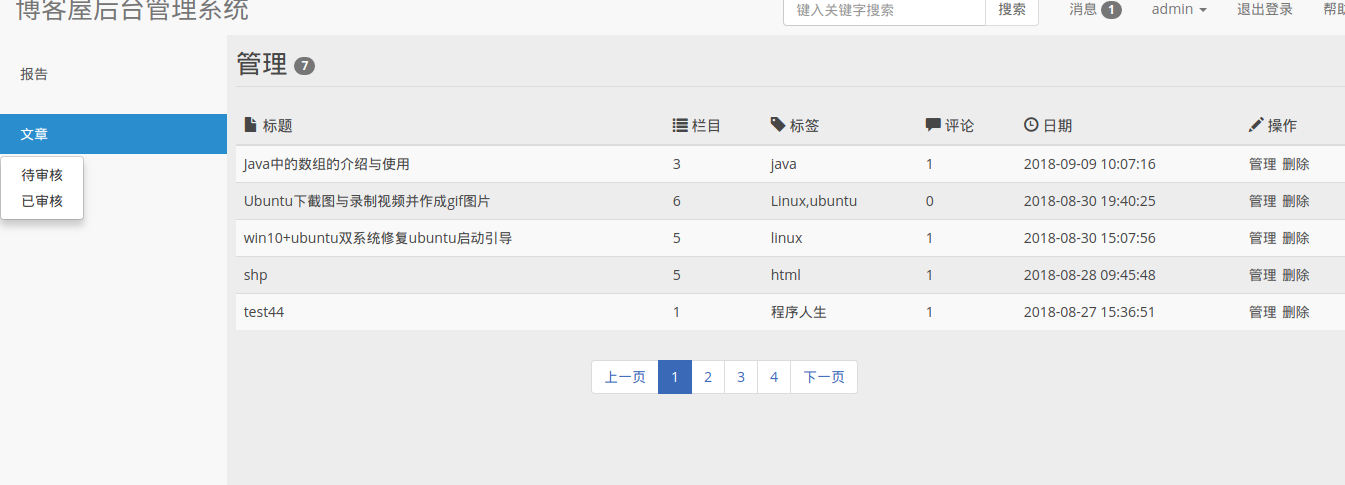 博客屋后台管理系统
键入关键字搜索 搜索 消息 1 admin 退出登录 帮助
报告
文章
待审核
已审核
管理 7
标题 栏目 标签 评论 日期 操作
Java中的数组的介绍与使用 3 java 1 2018-09-09 10:07:16 管理 删除
Ubuntu下截图与录制视频并作成gif图片 6 Linux,ubuntu 0 2018-08-30 19:40:25 管理 删除
win10+ubuntu双系统修复ubuntu启动引导 5 linux 1 2018-08-30 15:07:56 管理 删除
shp 5 html 1 2018-08-28 09:45:48 管理 删除
test44 1 程序人生 1 2018-08-27 15:36:51 管理 删除
上一页 1 2 3 4 下一页